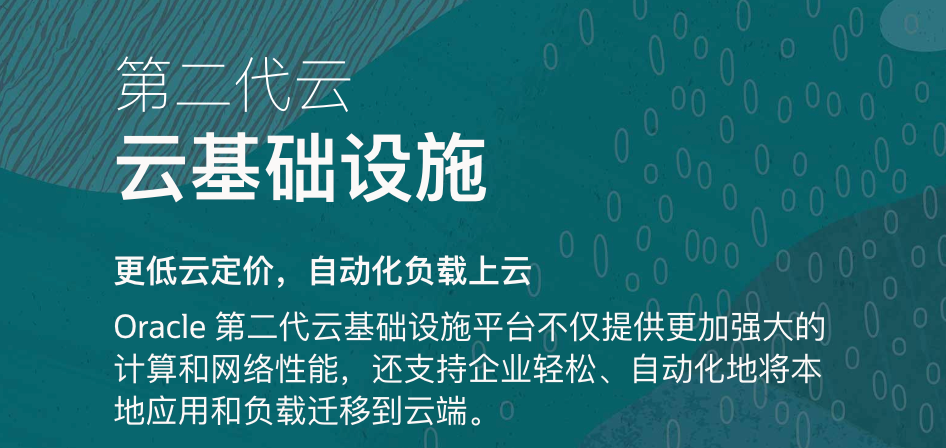 第二代云
云基础设施
更低云定价，自动化负载上云
Oracle 第二代云基础设施平台不仅提供更加强大的
计算和网络性能，还支持企业轻松、自动化地将本
地应用和负载迁移到云端。